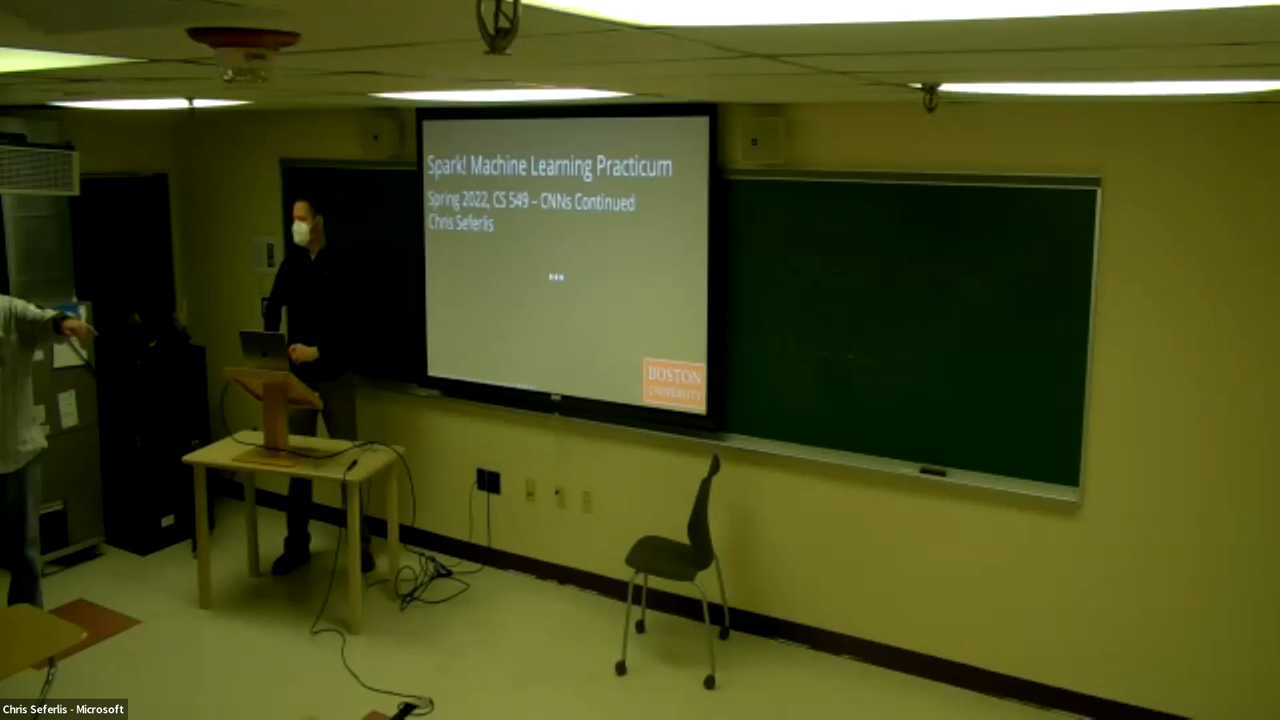 Spark! Machine Learning Practicum
Spring 2022, CS 549 – CNNs Continued
Chris Seferlis
BOSTON
UNIVERSITY
Chris Seferlis - Microsoft